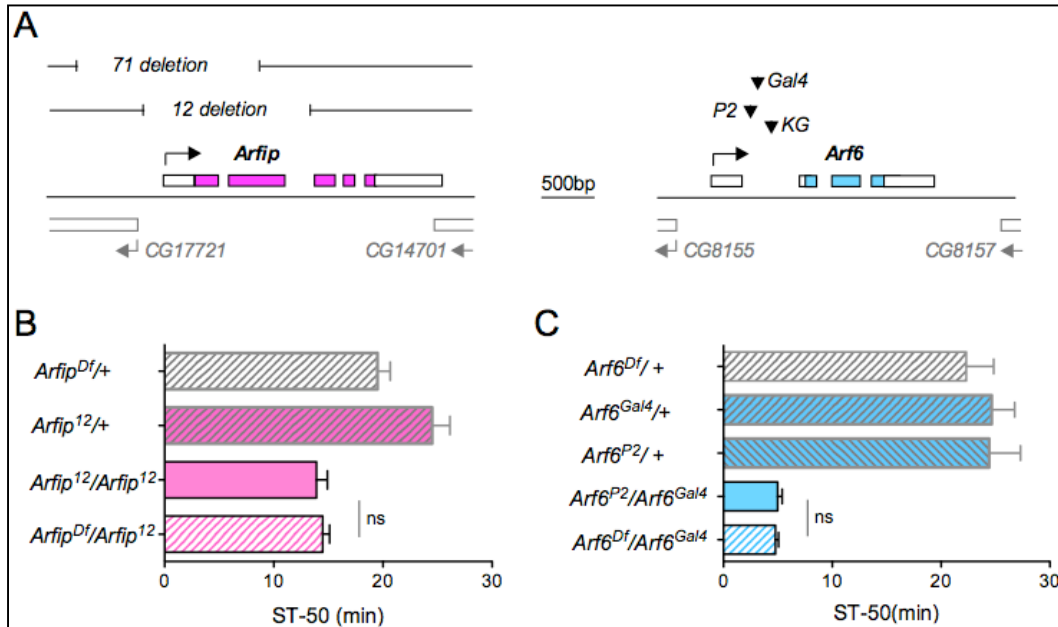 A
71 deletion
12 deletion
Arfip
CG17721
CG14701
500bp
Gal4
P2
KG
Arf6
CG8155
CG8157
B
Arfip^Df/+
Arfip^12/+
Arfip^12/Arfip^12
Arfip^Df/Arfip^12
ns
0 10 20 30
ST-50 (min)
C
Arf6^Df/ +
Arf6^Gal4/+
Arf6^P2/ +
Arf6^P2/Arf6^Gal4
Arf6^Df/Arf6^Gal4
ns
0 10 20 30
ST-50(min)